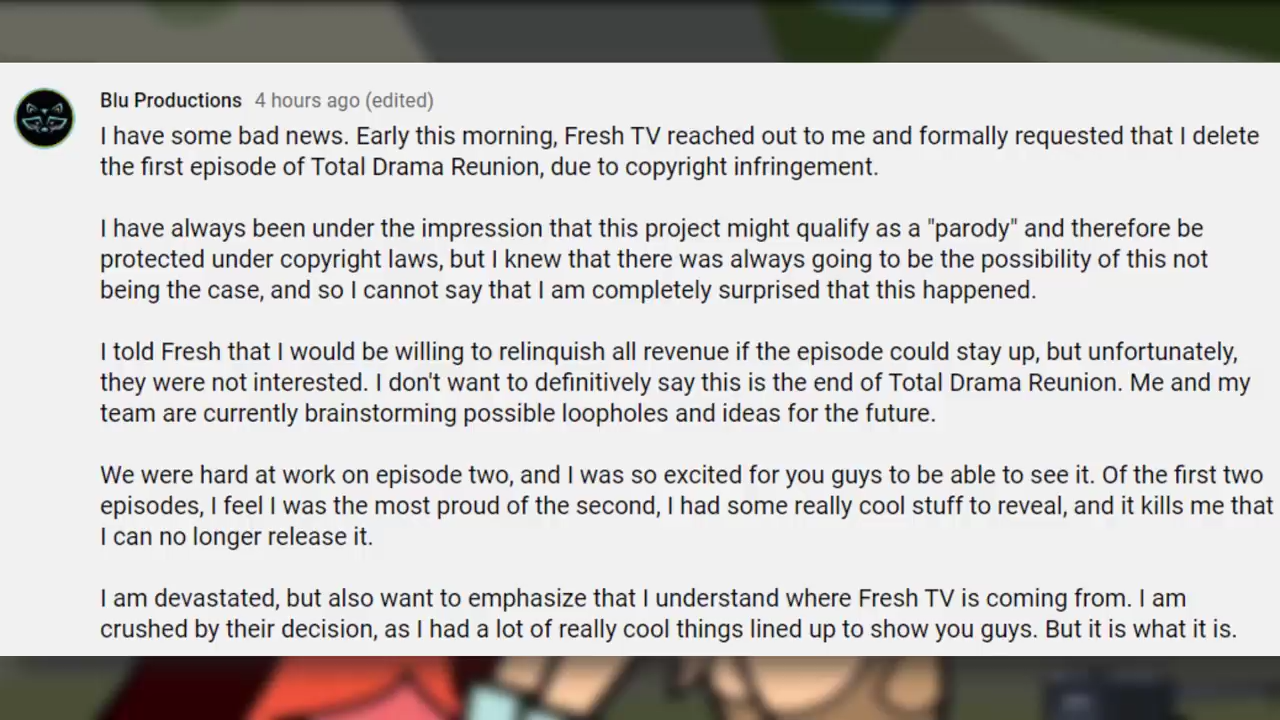 Blu Productions 4 hours ago (edited)
I have some bad news. Early this morning, Fresh TV reached out to me and formally requested that I delete
the first episode of Total Drama Reunion, due to copyright infringement.
I have always been under the impression that this project might qualify as a "parody" and therefore be
protected under copyright laws, but I knew that there was always going to be the possibility of this not
being the case, and so I cannot say that I am completely surprised that this happened.
I told Fresh that I would be willing to relinquish all revenue if the episode could stay up, but unfortunately,
they were not interested. I don't want to definitively say this is the end of Total Drama Reunion. Me and my
team are currently brainstorming possible loopholes and ideas for the future.
We were hard at work on episode two, and I was so excited for you guys to be able to see it. Of the first two
episodes, I feel I was the most proud of the second, I had some really cool stuff to reveal, and it kills me that
I can no longer release it.
I am devastated, but also want to emphasize that I understand where Fresh TV is coming from. I am
crushed by their decision, as I had a lot of really cool things lined up to show you guys. But it is what it is.